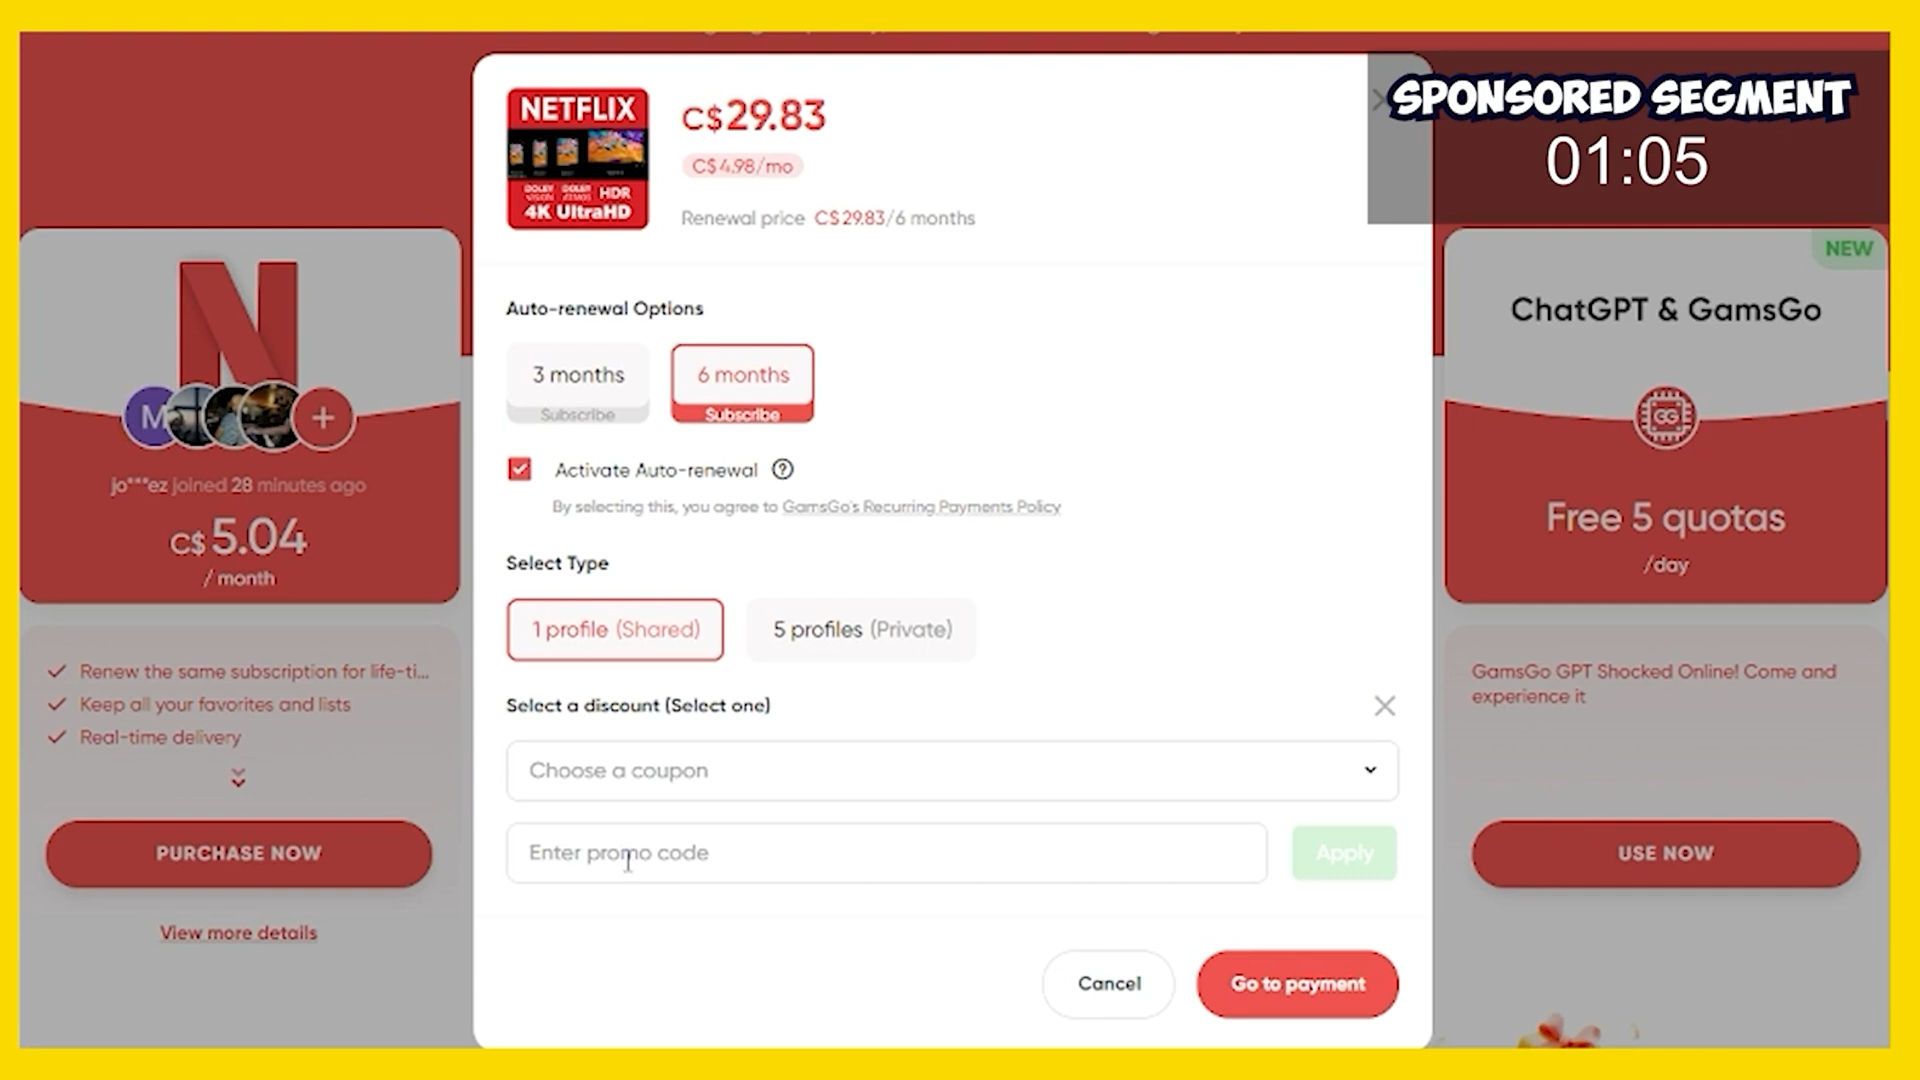 SPONSORED SEGMENT
01:05
NETFLIX
DOLBY VISION DOLBY ATMOS HDR
4K UltraHD
C$29.83
C$4.98/mo
Renewal price C$29.83/6 months
Auto-renewal Options
3 months
Subscribe
6 months
Subscribe
Activate Auto-renewal ?
By selecting this, you agree to GamsGo's Recurring Payments Policy
Select Type
1 profile (Shared)
5 profiles (Private)
Select a discount (Select one)
Choose a coupon
Enter promo code
Apply
Cancel
Go to payment
N
M
+
jo***ez joined 28 minutes ago
C$5.04
/ month
Renew the same subscription for life-ti...
Keep all your favorites and lists
Real-time delivery
PURCHASE NOW
View more details
NEW
ChatGPT & GamsGo
GG
Free 5 quotas
/day
GamsGo GPT Shocked Online! Come and
experience it
USE NOW